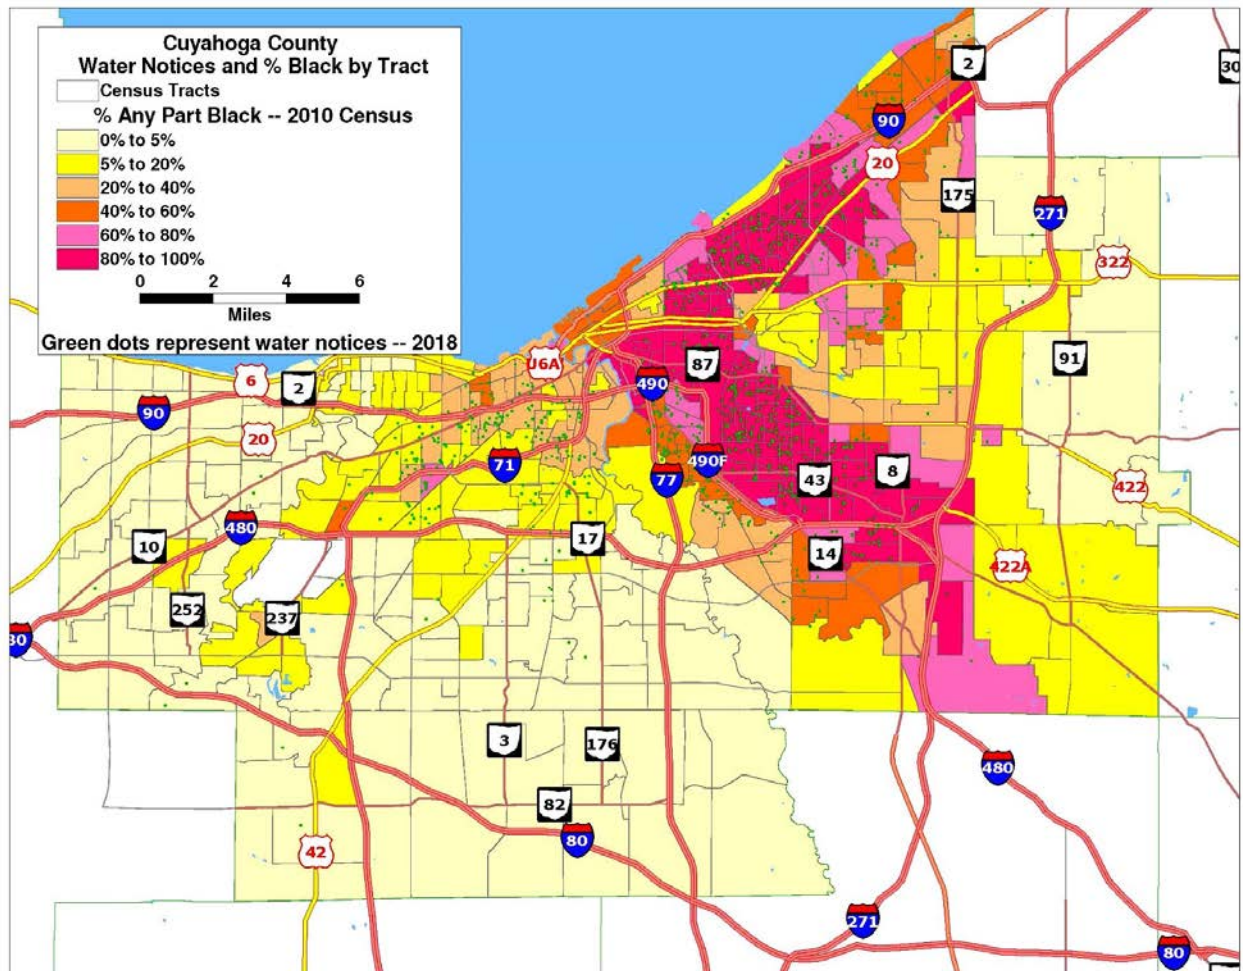 Cuyahoga County
Water Notices and % Black by Tract
Census Tracts
% Any Part Black -- 2010 Census
0% to 5%
5% to 20%
20% to 40%
40% to 60%
60% to 80%
80% to 100%
0 2 4 6
Miles
Green dots represent water notices -- 2018
2
30
90
20
175
271
322
U6A
87
91
6
2
490
90
20
71
490F
77
43
8
422
480
10
17
14
422A
252
237
80
3
176
480
82
80
42
271
80